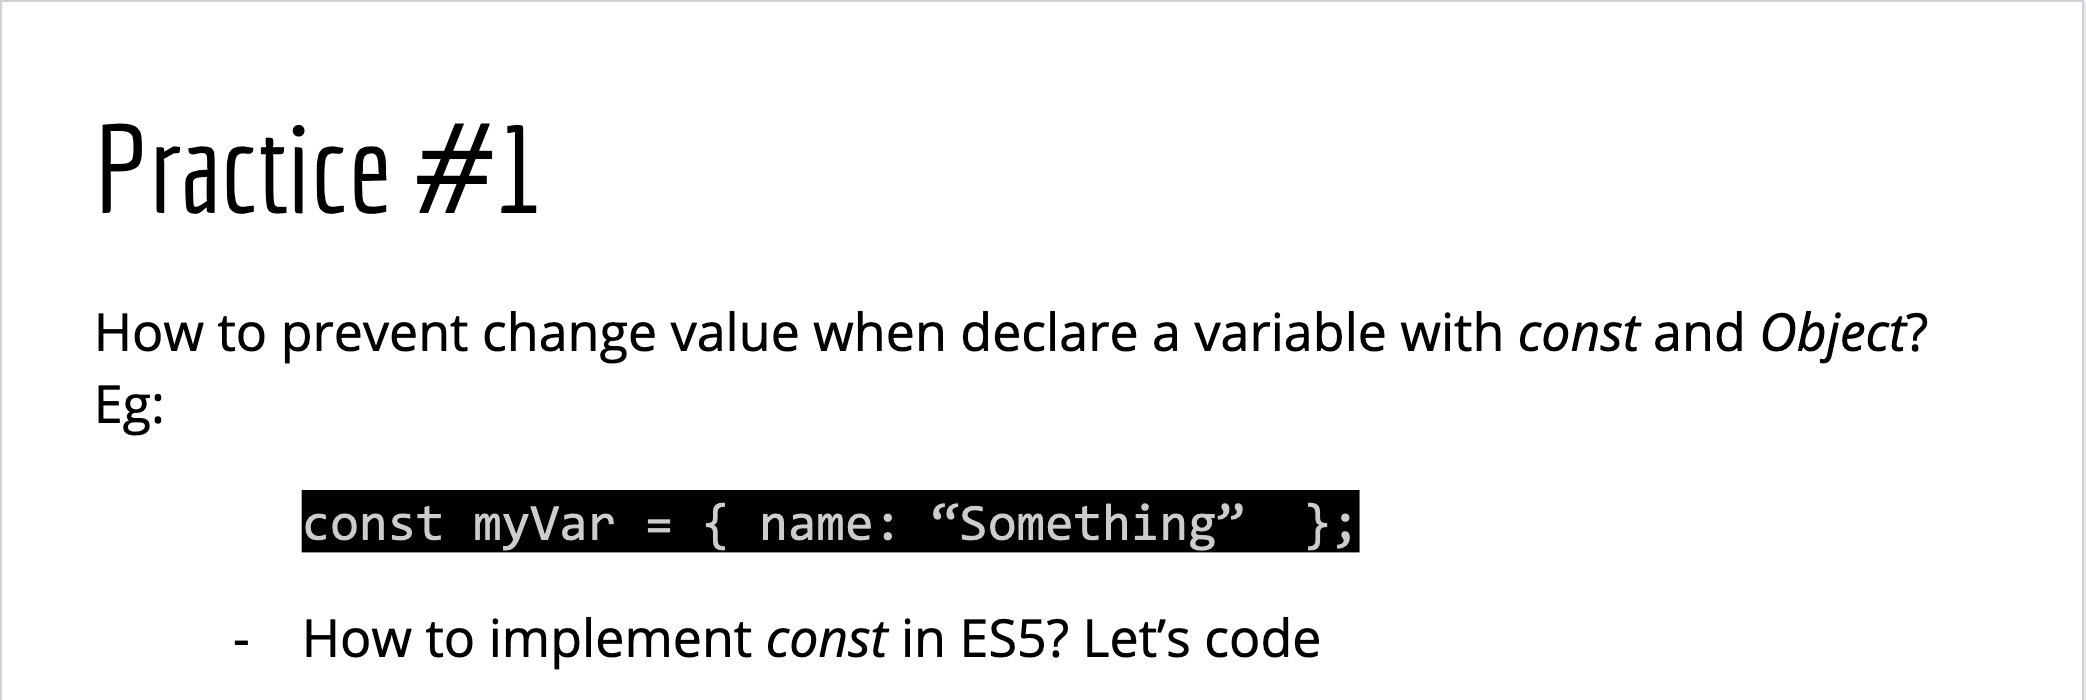 Practice #1
How to prevent change value when declare a variable with const and Object?
Eg:
const myVar = { name: “Something”  };
- How to implement const in ES5? Let’s code